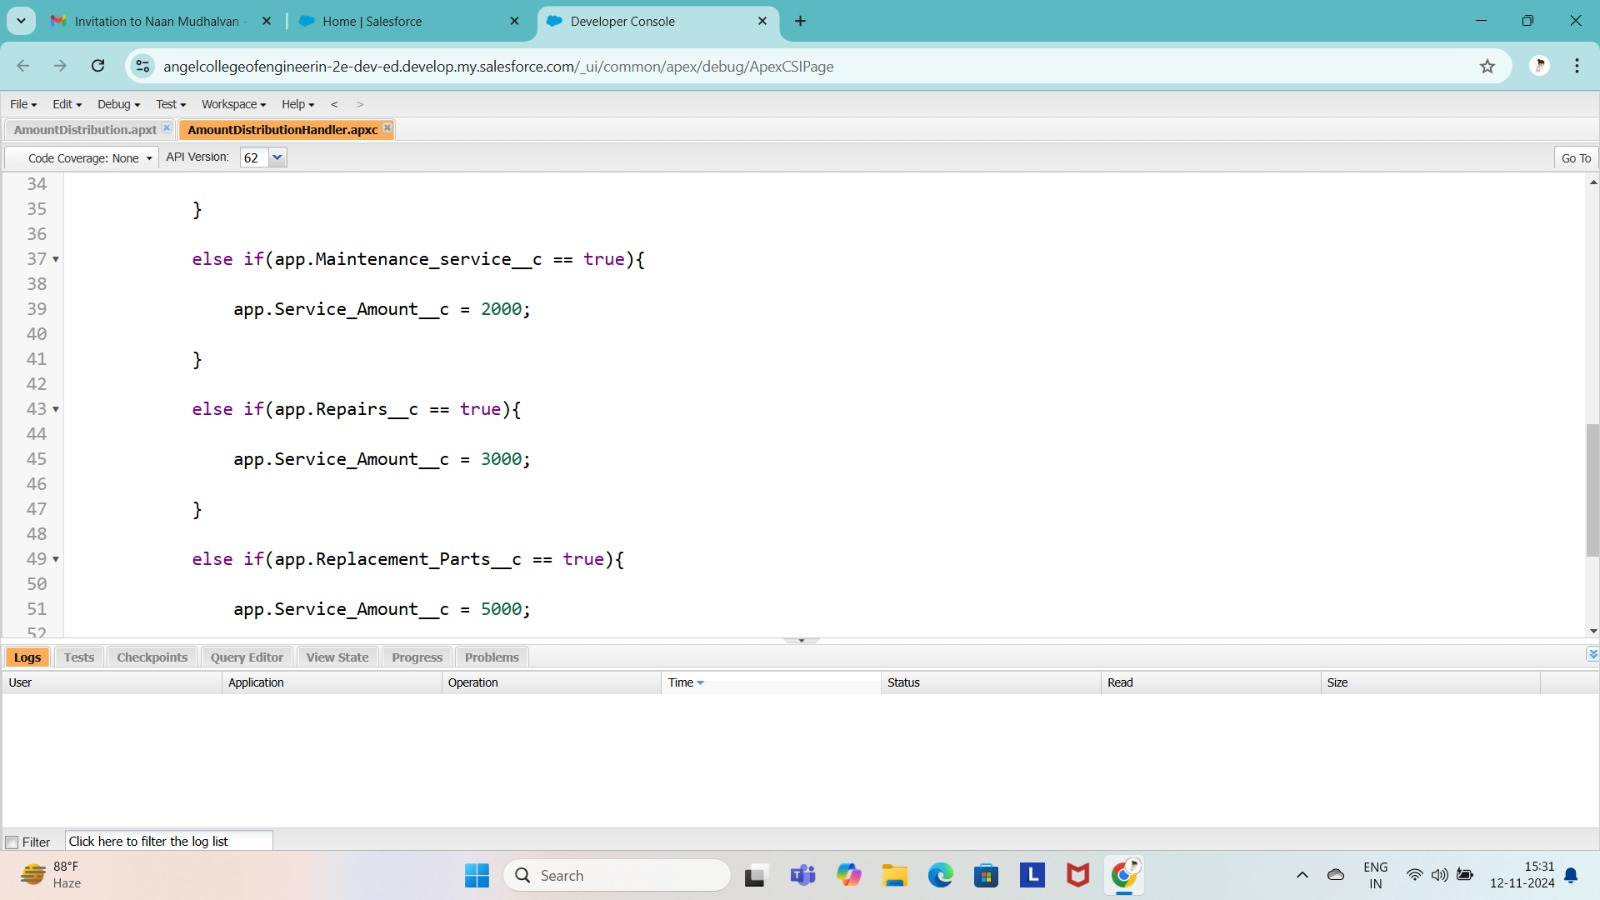 Invitation to Naan Mudhalvan
Home | Salesforce
Developer Console
angelcollegeofengineerin-2e-dev-ed.develop.my.salesforce.com/_ui/common/apex/debug/ApexCSIPage
File Edit Debug Test Workspace Help < >
AmountDistribution.apxt AmountDistributionHandler.apxc
Code Coverage: None API Version: 62 Go To
34
35 }
36
37 else if(app.Maintenance_service__c == true){
38
39 app.Service_Amount__c = 2000;
40
41 }
42
43 else if(app.Repairs__c == true){
44
45 app.Service_Amount__c = 3000;
46
47 }
48
49 else if(app.Replacement_Parts__c == true){
50
51 app.Service_Amount__c = 5000;
52
Logs Tests Checkpoints Query Editor View State Progress Problems
User Application Operation Time Status Read Size
Filter Click here to filter the log list
88°F
Haze
Search
L
ENG
IN
15:31
12-11-2024